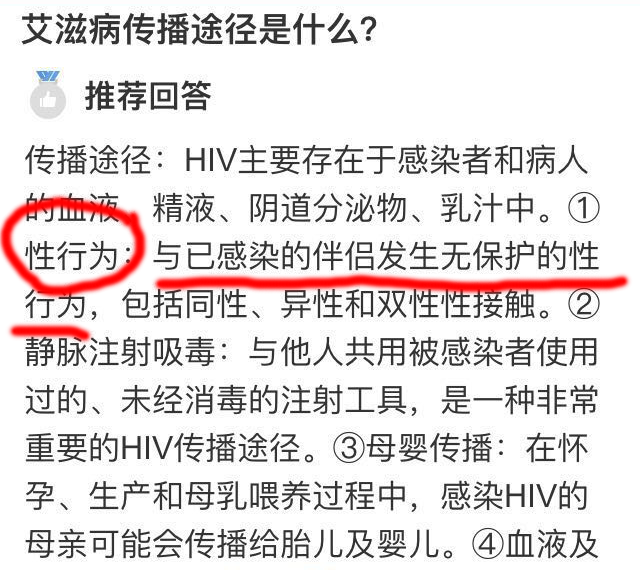 艾滋病传播途径是什么?
推荐回答
传播途径：HIV主要存在于感染者和病人
的血液、精液、阴道分泌物、乳汁中。①
性行为：与已感染的伴侣发生无保护的性
行为，包括同性、异性和双性性接触。②
静脉注射吸毒：与他人共用被感染者使用
过的、未经消毒的注射工具，是一种非常
重要的HIV传播途径。③母婴传播：在怀
孕、生产和母乳喂养过程中，感染HIV的
母亲可能会传播给胎儿及婴儿。④血液及